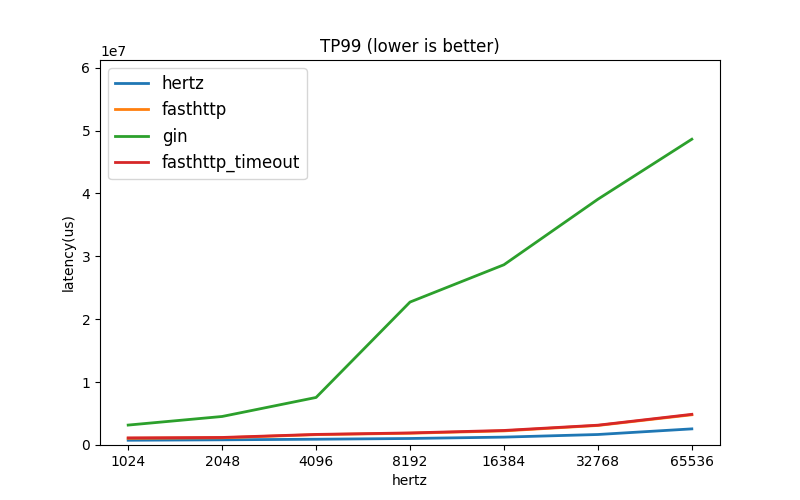 TP99 (lower is better)
1e7
hertz
fasthttp
gin
fasthttp_timeout
6
5
4
3
2
1
0
latency(us)
1024 2048 4096 8192 16384 32768 65536
hertz